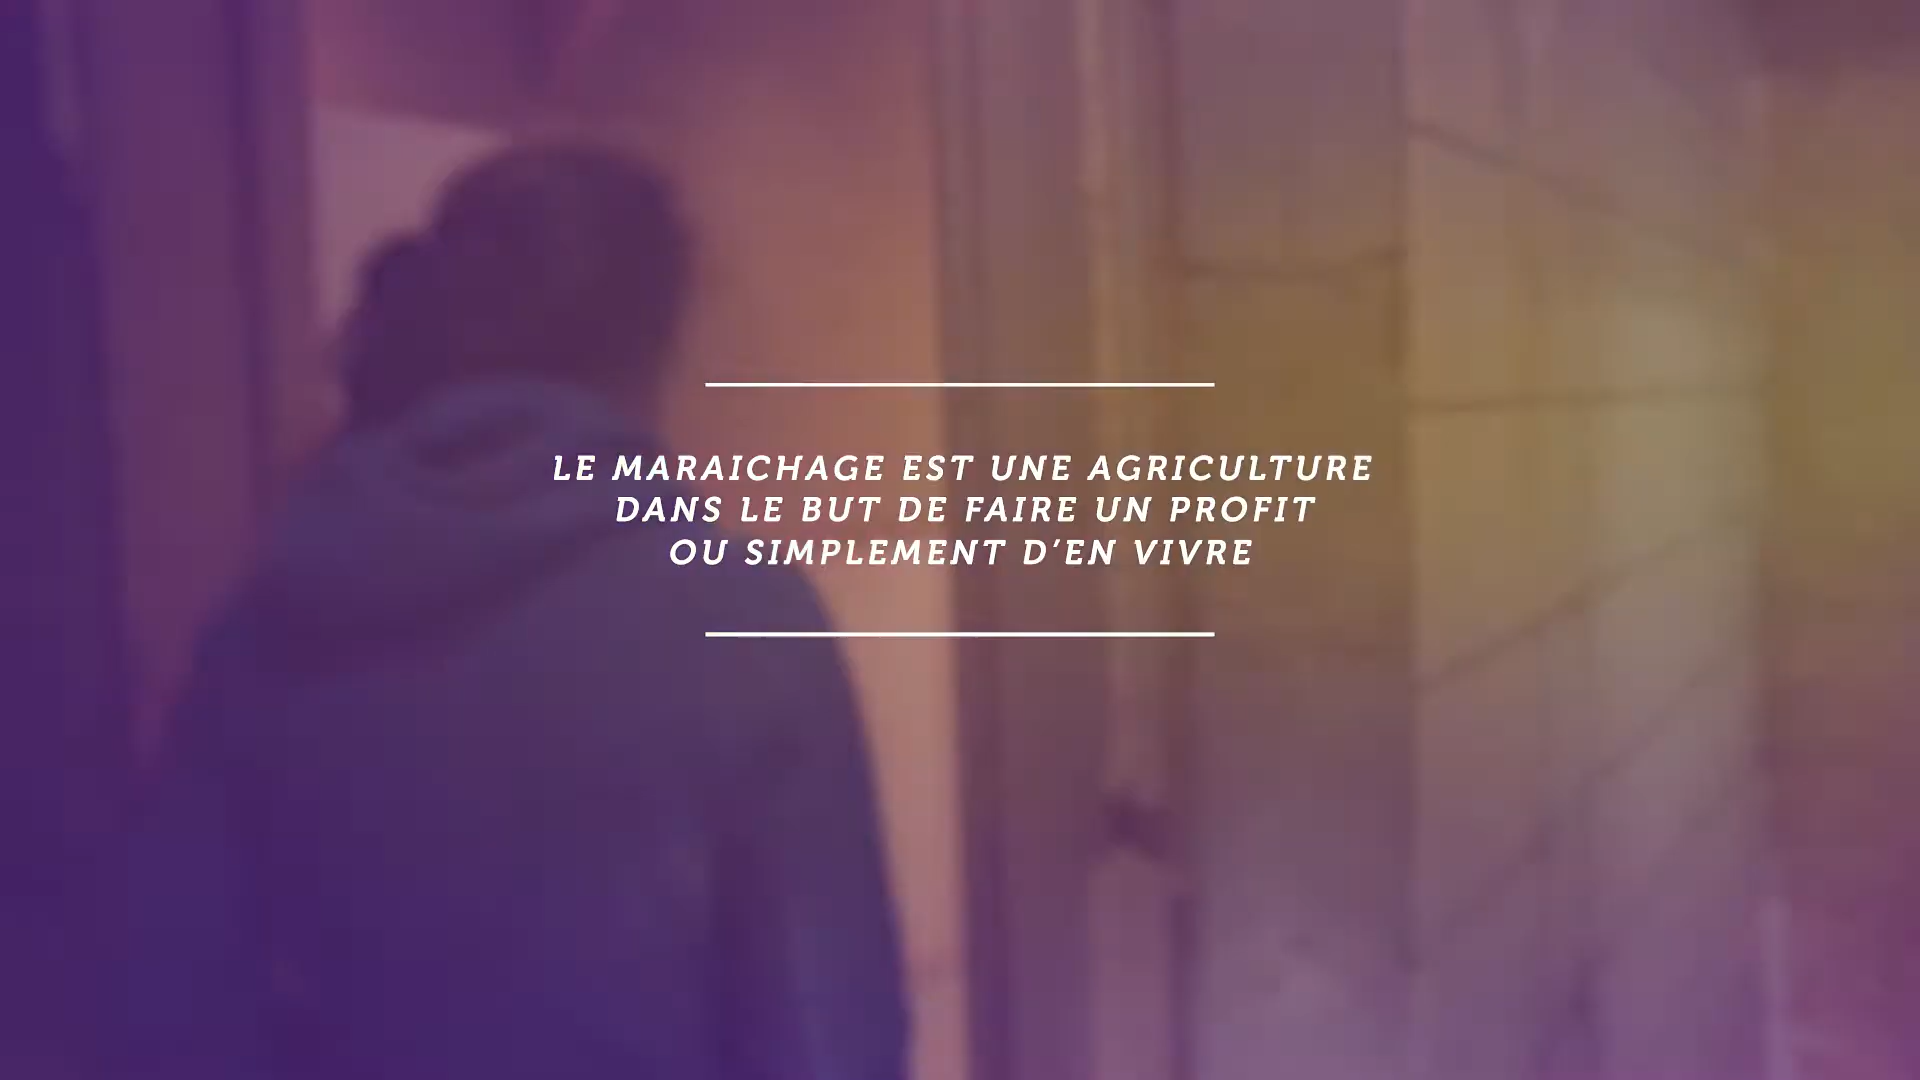 LE MARAICHAGE EST UNE AGRICULTURE
DANS LE BUT DE FAIRE UN PROFIT
OU SIMPLEMENT D’EN VIVRE